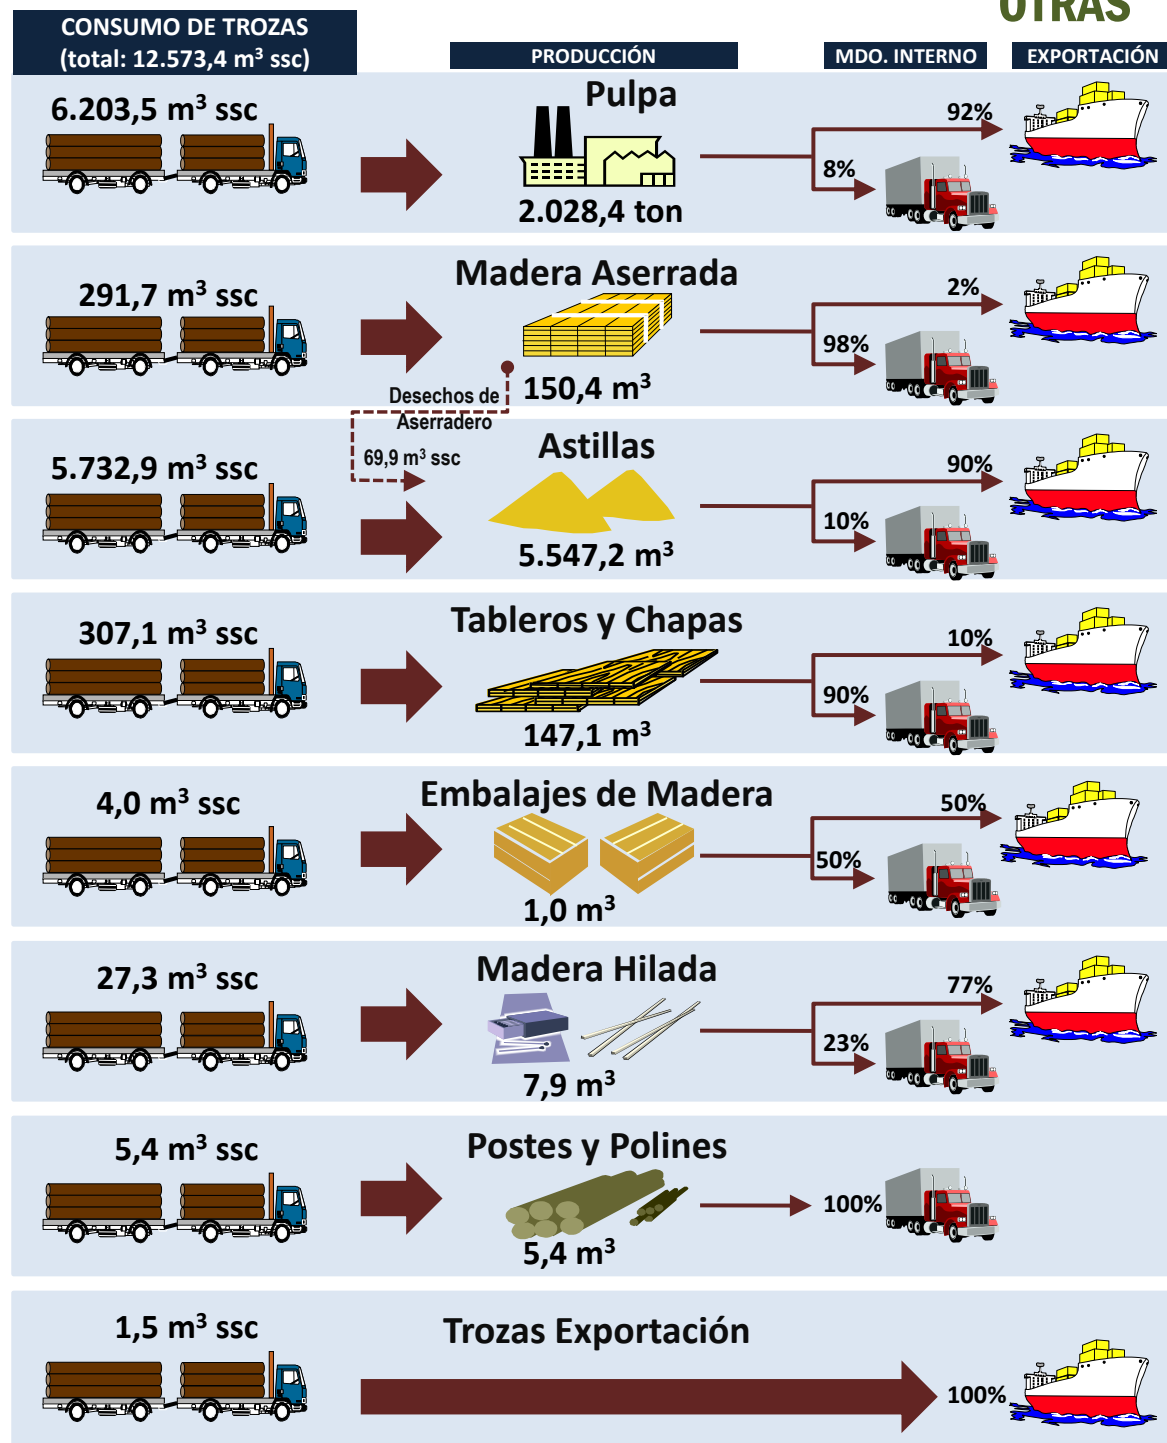 OTRAS
CONSUMO DE TROZAS
(total: 12.573,4 m³ ssc)
PRODUCCIÓN
MDO. INTERNO
EXPORTACIÓN
6.203,5 m³ ssc
Pulpa
2.028,4 ton
92%
8%
291,7 m³ ssc
Madera Aserrada
150,4 m³
2%
98%
Desechos de
Aserradero
69,9 m³ ssc
5.732,9 m³ ssc
Astillas
5.547,2 m³
90%
10%
307,1 m³ ssc
Tableros y Chapas
147,1 m³
10%
90%
4,0 m³ ssc
Embalajes de Madera
1,0 m³
50%
50%
27,3 m³ ssc
Madera Hilada
7,9 m³
77%
23%
5,4 m³ ssc
Postes y Polines
5,4 m³
100%
1,5 m³ ssc
Trozas Exportación
100%